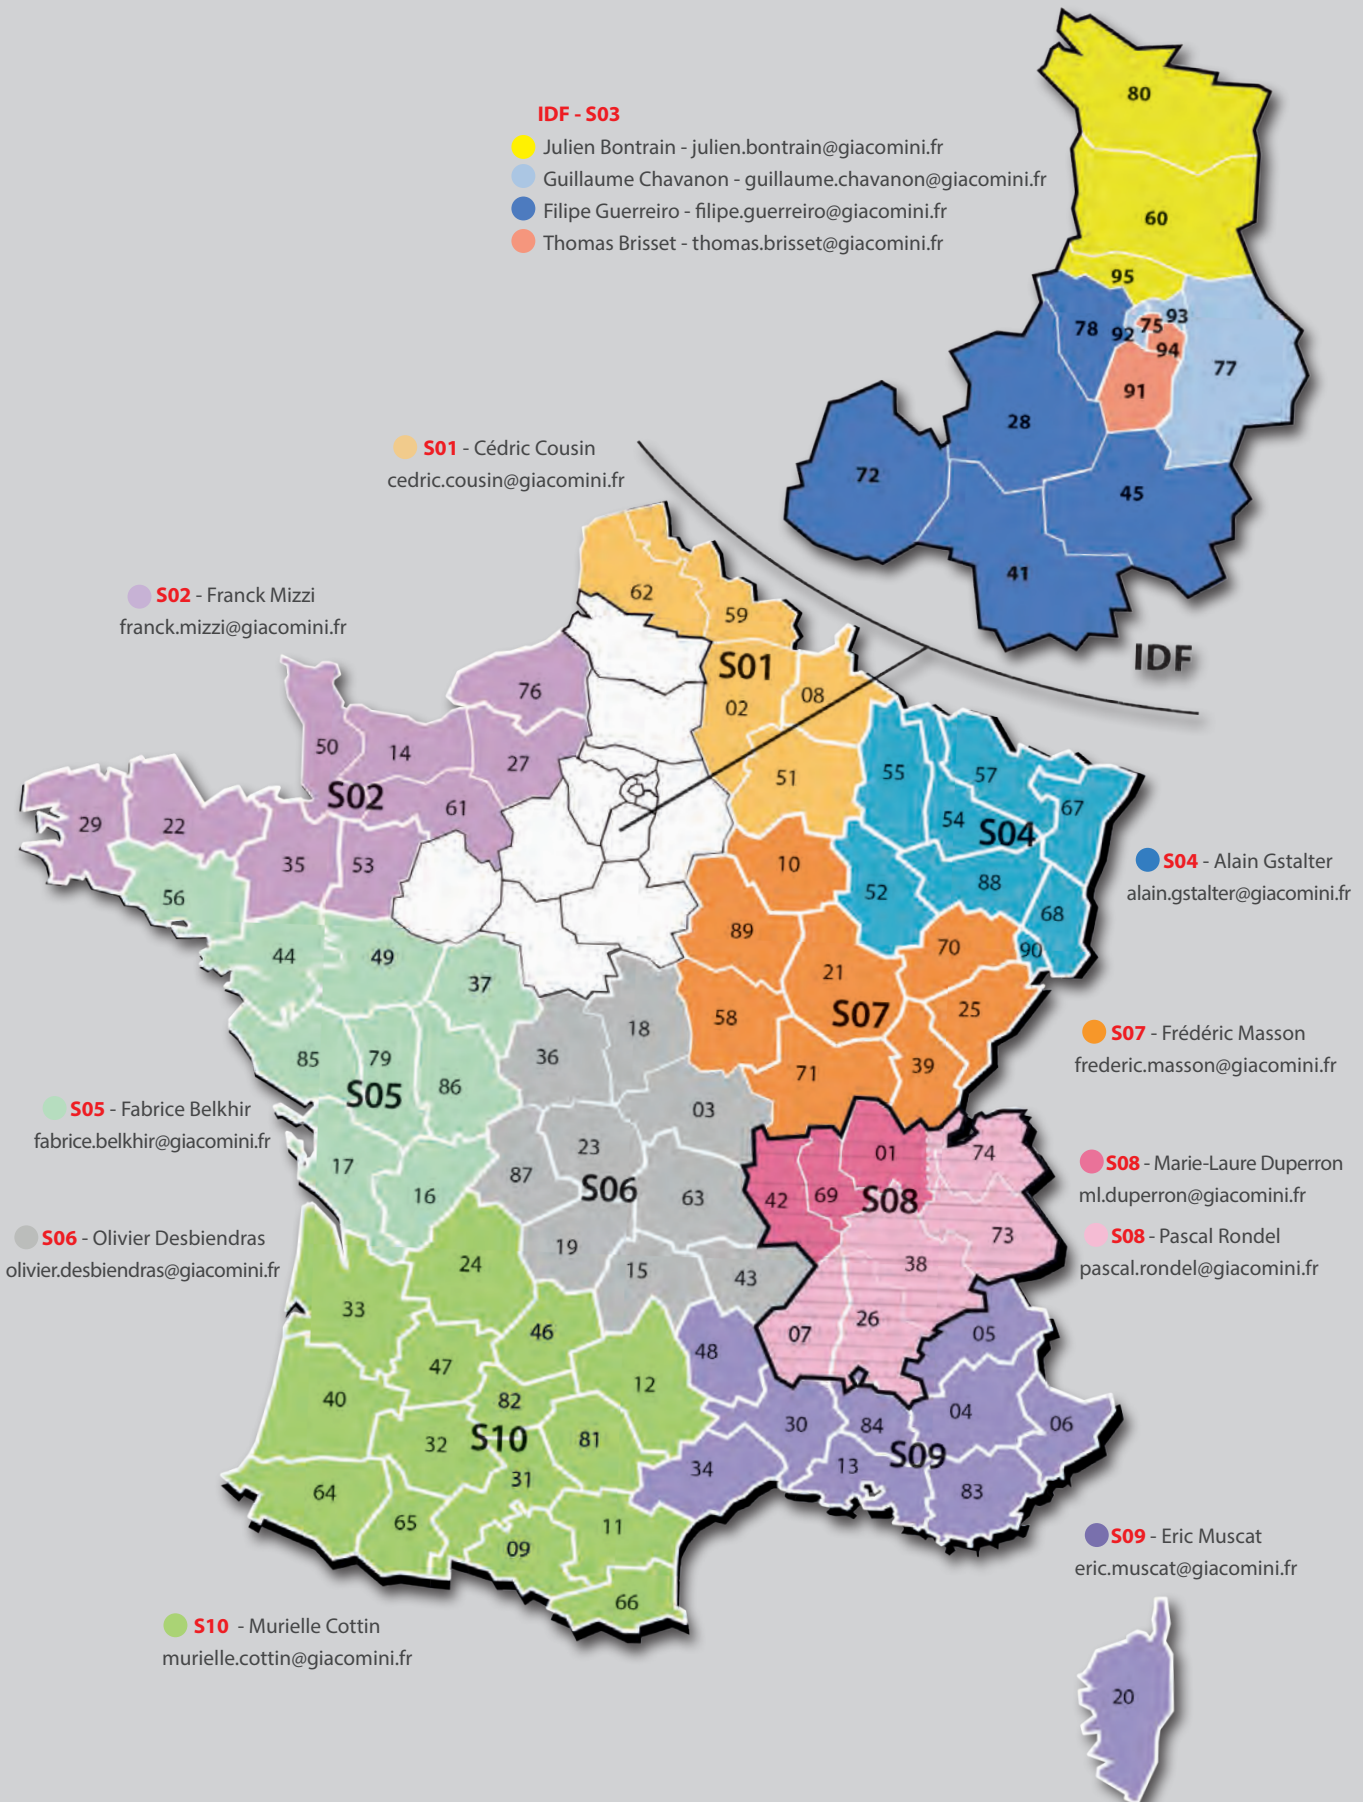 IDF - S03
Julien Bontrain - julien.bontrain@giacomini.fr
Guillaume Chavanon - guillaume.chavanon@giacomini.fr
Filipe Guerreiro - filipe.guerreiro@giacomini.fr
Thomas Brisset - thomas.brisset@giacomini.fr
80
60
95
78
92
75
93
94
77
91
28
72
45
41
IDF
S01 - Cédric Cousin
cedric.cousin@giacomini.fr
S02 - Franck Mizzi
franck.mizzi@giacomini.fr
62
59
S01
02
08
51
76
50
14
27
S02
61
29
22
35
53
55
57
67
54
S04
52
88
68
90
S04 - Alain Gstalter
alain.gstalter@giacomini.fr
56
44
49
37
85
79
86
S05
17
16
S05 - Fabrice Belkhir
fabrice.belkhir@giacomini.fr
10
89
21
70
58
S07
25
71
39
S07 - Frédéric Masson
frederic.masson@giacomini.fr
18
36
03
23
87
S06
63
19
15
43
S06 - Olivier Desbiendras
olivier.desbiendras@giacomini.fr
01
74
42
69
S08
73
38
26
07
S08 - Marie-Laure Duperron
ml.duperron@giacomini.fr
S08 - Pascal Rondel
pascal.rondel@giacomini.fr
24
33
46
47
12
40
82
32
S10
81
31
64
65
09
11
66
S10 - Murielle Cottin
murielle.cottin@giacomini.fr
48
05
30
84
04
06
34
13
S09
83
S09 - Eric Muscat
eric.muscat@giacomini.fr
20